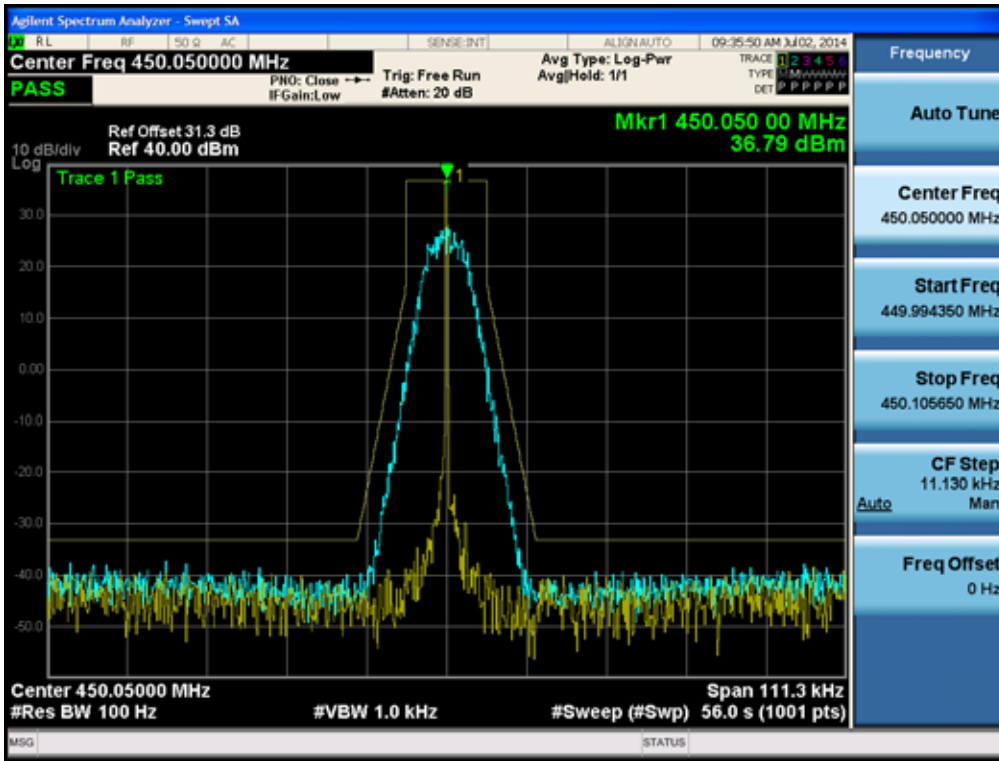 Agilent Spectrum Analyzer - Swept SA
RL RF 50 Ω AC SENSE:INT ALIGNAUTO 09:35:50 AM Jul 02, 2014
Center Freq 450.050000 MHz
PASS
PNO: Close
IFGain:Low
Trig: Free Run
#Atten: 20 dB
Avg Type: Log-Pwr
Avg|Hold: 1/1
TRACE 1 2 3 4 5 6
TYPE
DET P P P P P P
Frequency
Ref Offset 31.3 dB
10 dB/div Ref 40.00 dBm
Log
Mkr1 450.050 00 MHz
36.79 dBm
Trace 1 Pass
1
30.0
20.0
10.0
0.00
-10.0
-20.0
-30.0
-40.0
-50.0
Center 450.05000 MHz
Span 111.3 kHz
#Res BW 100 Hz
#VBW 1.0 kHz
#Sweep (#Swp) 56.0 s (1001 pts)
MSG
STATUS
Auto Tune
Center Freq
450.050000 MHz
Start Freq
449.994350 MHz
Stop Freq
450.105650 MHz
CF Step
11.130 kHz
Auto Man
Freq Offset
0 Hz